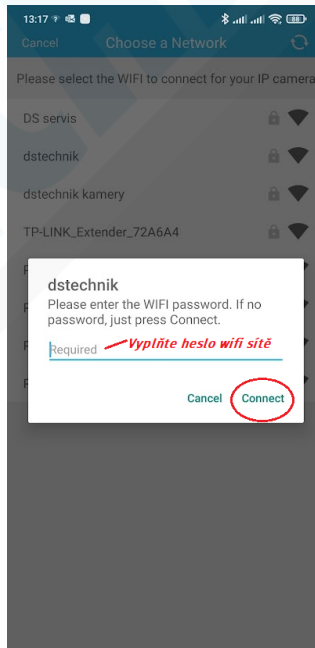 13:17
Cancel Choose a Network
Please select the WIFI to connect for your IP camera
DS servis
dstechnik
dstechnik kamery
TP-LINK_Extender_72A6A4
dstechnik
Please enter the WIFI password. If no
password, just press Connect.
Required Vyplňte heslo wifi sítě
Cancel Connect